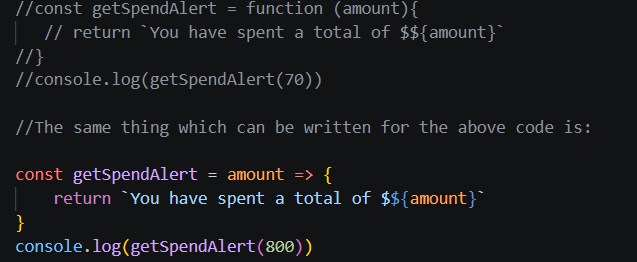 //const getSpendAlert = function (amount){
// return `You have spent a total of $${amount}`
//}
//console.log(getSpendAlert(70))
//The same thing which can be written for the above code is:
const getSpendAlert = amount => {
return `You have spent a total of $${amount}`
}
console.log(getSpendAlert(800))